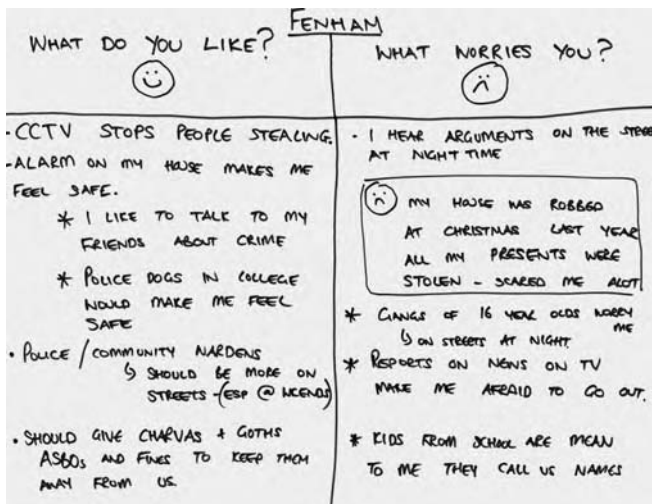 FENHAM
WHAT DO YOU LIKE?
- CCTV STOPS PEOPLE STEALING.
- ALARM ON MY HOUSE MAKES ME
FEEL SAFE.
* I LIKE TO TALK TO MY
FRIENDS ABOUT CRIME
* POLICE DOGS IN COLLEGE
WOULD MAKE ME FEEL
SAFE
• POLICE / COMMUNITY WARDENS
↳ SHOULD BE MORE ON
STREETS - (ESP @ WKENDS)
• SHOULD GIVE CHARVAS + GOTHS
ASBOs AND FINES TO KEEP THEM
AWAY FROM US.
WHAT WORRIES YOU?
• I HEAR ARGUMENTS ON THE STREE
AT NIGHT TIME
MY HOUSE WAS ROBBED
AT CHRISTMAS LAST YEAR
ALL MY PRESENTS WERE
STOLEN - SCARED ME ALOT
* GANGS OF 16 YEAR OLDS WORRY
ME
↳ ON STREETS AT NIGHT
* REPORTS ON NEWS ON TV
MAKE ME AFRAID TO GO OUT.
* KIDS FROM SCHOOL ARE MEAN
TO ME THEY CALL US NAMES